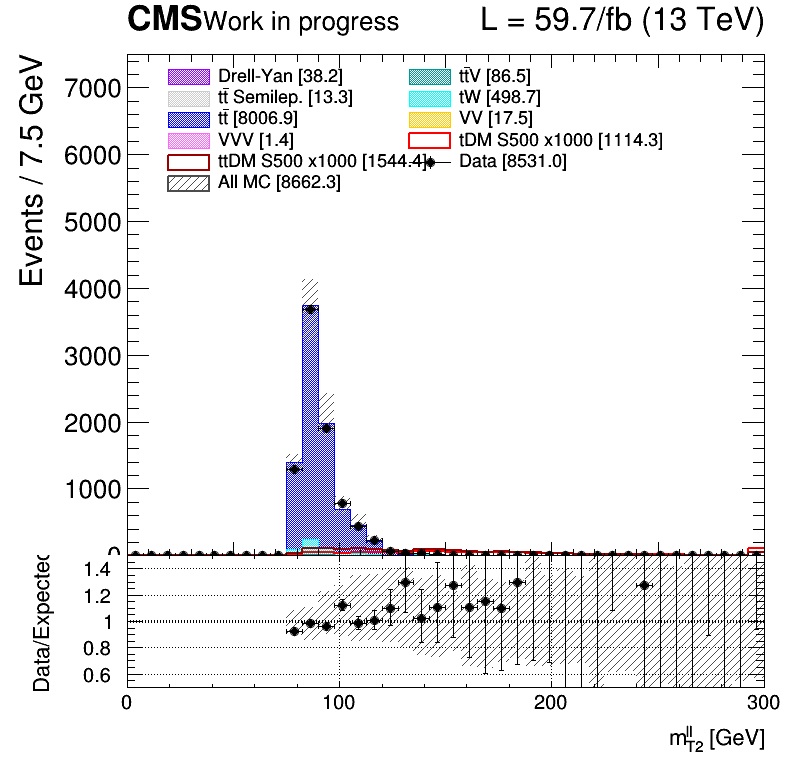 CMS Work in progress L = 59.7/fb (13 TeV)
Events / 7.5 GeV
7000
6000
5000
4000
3000
2000
1000
0
Drell-Yan [38.2]
tt̄ Semilep. [13.3]
tt̄ [8006.9]
VVV [1.4]
ttDM S500 x1000 [1544.4]
All MC [8662.3]
tt̄V [86.5]
tW [498.7]
VV [17.5]
tDM S500 x1000 [1114.3]
Data [8531.0]
Data/Expected
1.4
1.2
1
0.8
0.6
0 100 200 300
m_T2^ll [GeV]